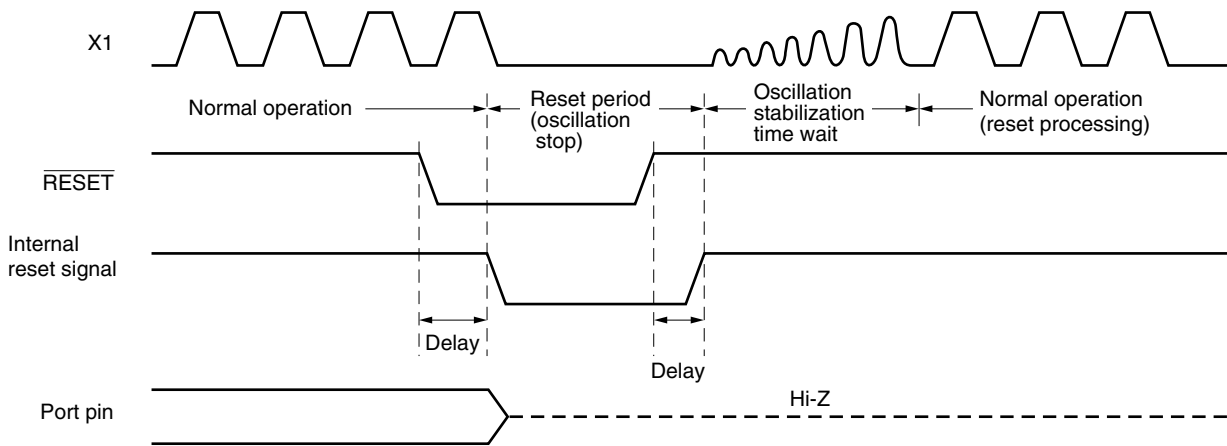 X1
Normal operation
Reset period
(oscillation
stop)
Oscillation
stabilization
time wait
Normal operation
(reset processing)
RESET
Internal
reset signal
Delay
Delay
Port pin
Hi-Z